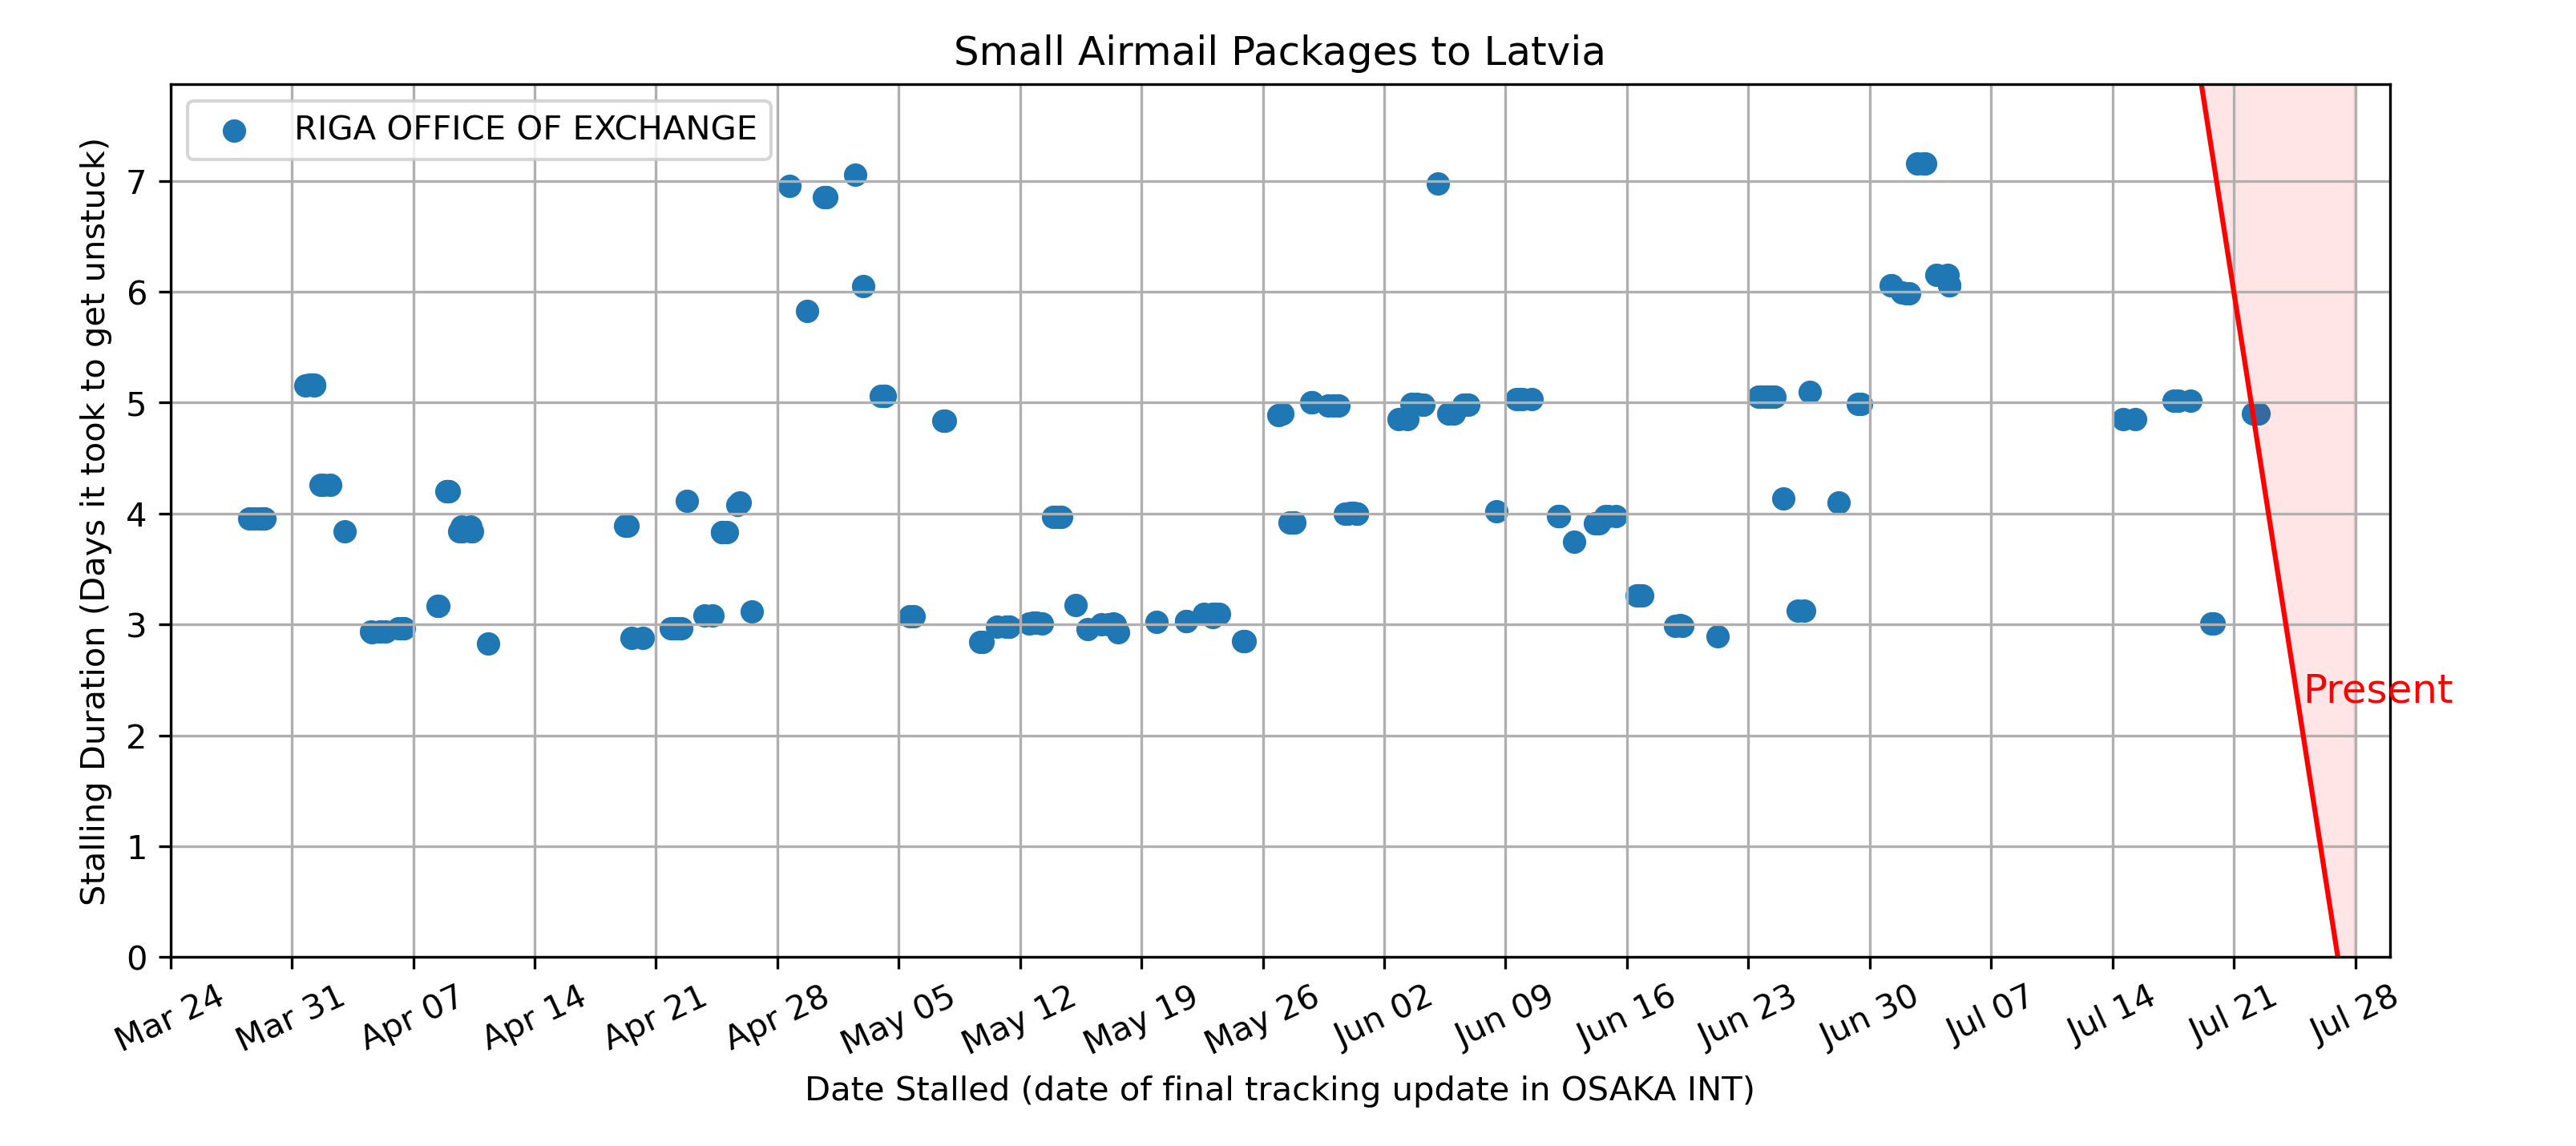 Small Airmail Packages to Latvia
RIGA OFFICE OF EXCHANGE
Stalling Duration (Days it took to get unstuck)
7
6
5
4
3
2
1
0
Present
Mar 24
Mar 31
Apr 07
Apr 14
Apr 21
Apr 28
May 05
May 12
May 19
May 26
Jun 02
Jun 09
Jun 16
Jun 23
Jun 30
Jul 07
Jul 14
Jul 21
Jul 28
Date Stalled (date of final tracking update in OSAKA INT)